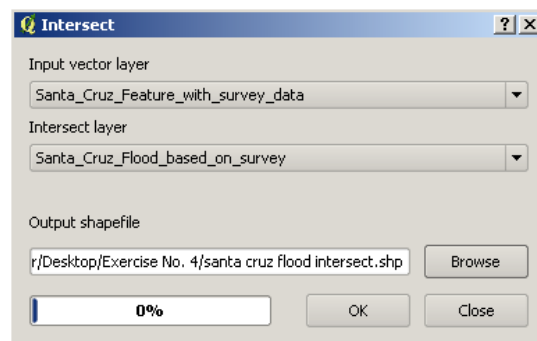 Intersect
Input vector layer
Santa_Cruz_Feature_with_survey_data
Intersect layer
Santa_Cruz_Flood_based_on_survey
Output shapefile
r/Desktop/Exercise No. 4/santa cruz flood intersect.shp Browse
0% OK Close